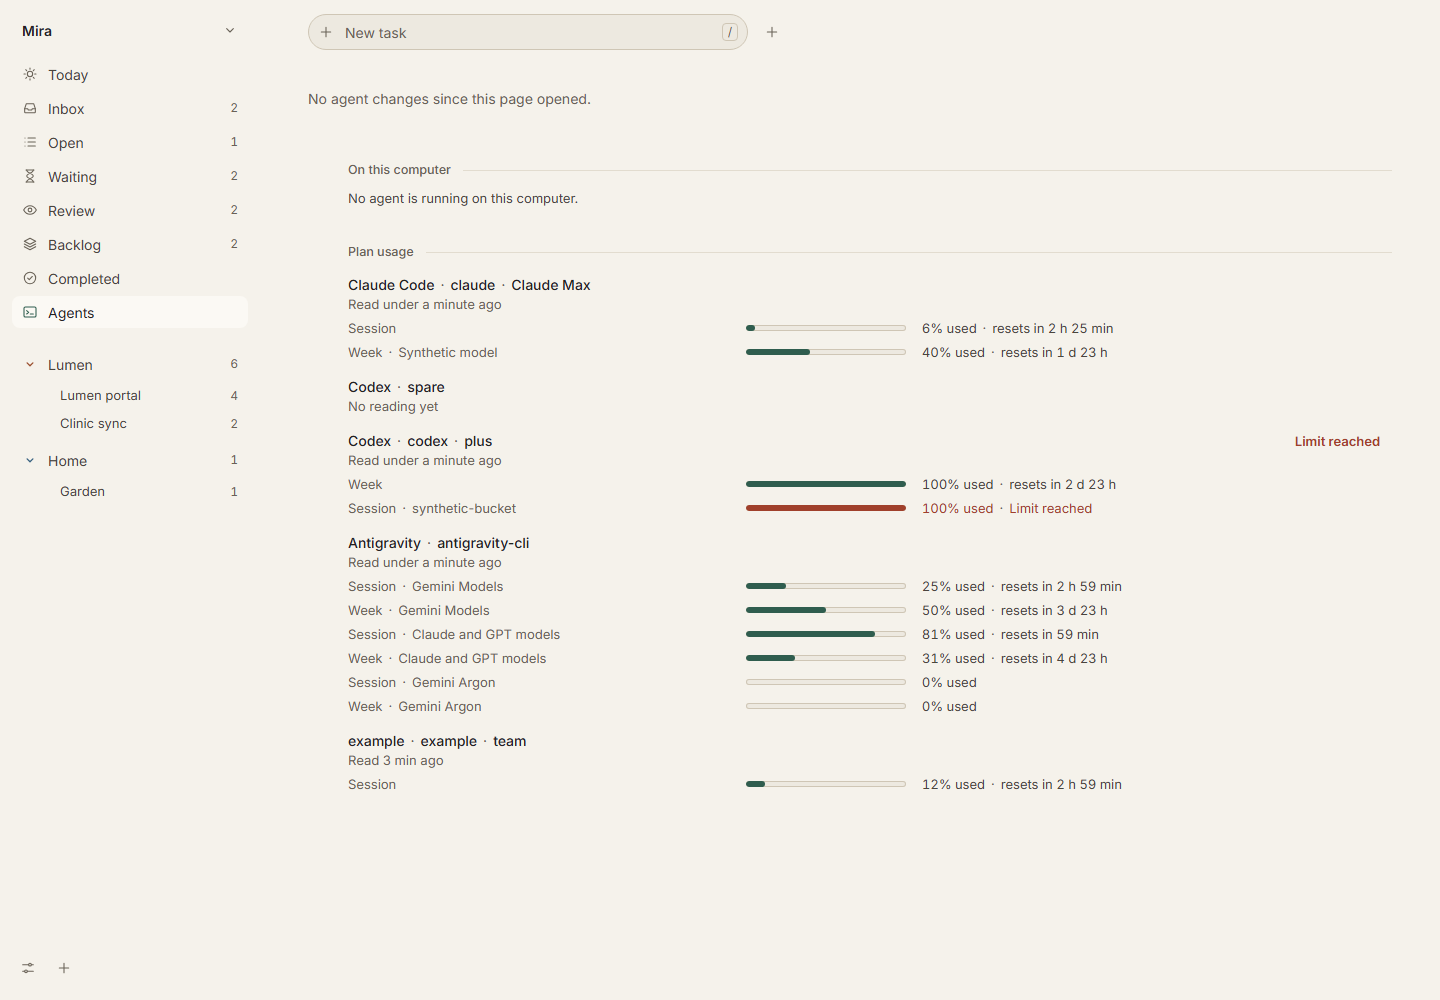 Mira
Today
Inbox 2
Open 1
Waiting 2
Review 2
Backlog 2
Completed
Agents
Lumen 6
Lumen portal 4
Clinic sync 2
Home 1
Garden 1
New task /
No agent changes since this page opened.
On this computer
No agent is running on this computer.
Plan usage
Claude Code · claude · Claude Max
Read under a minute ago
Session 6% used · resets in 2 h 25 min
Week · Synthetic model 40% used · resets in 1 d 23 h
Codex · spare
No reading yet
Codex · codex · plus Limit reached
Read under a minute ago
Week 100% used · resets in 2 d 23 h
Session · synthetic-bucket 100% used · Limit reached
Antigravity · antigravity-cli
Read under a minute ago
Session · Gemini Models 25% used · resets in 2 h 59 min
Week · Gemini Models 50% used · resets in 3 d 23 h
Session · Claude and GPT models 81% used · resets in 59 min
Week · Claude and GPT models 31% used · resets in 4 d 23 h
Session · Gemini Argon 0% used
Week · Gemini Argon 0% used
example · example · team
Read 3 min ago
Session 12% used · resets in 2 h 59 min